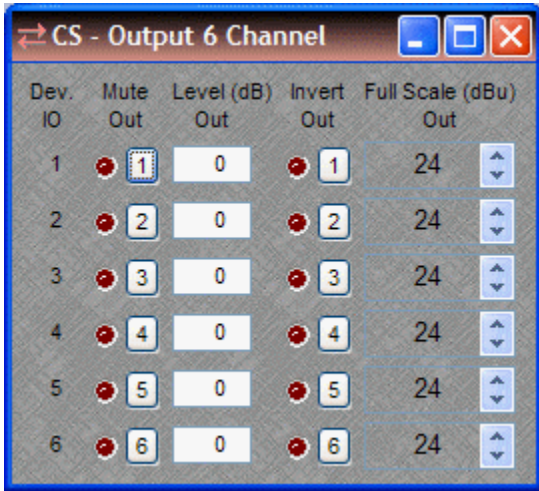 CS - Output 6 Channel
Dev. Mute Level (dB) Invert Full Scale (dBu)
IO Out Out Out Out
1 1 0 1 24
2 2 0 2 24
3 3 0 3 24
4 4 0 4 24
5 5 0 5 24
6 6 0 6 24